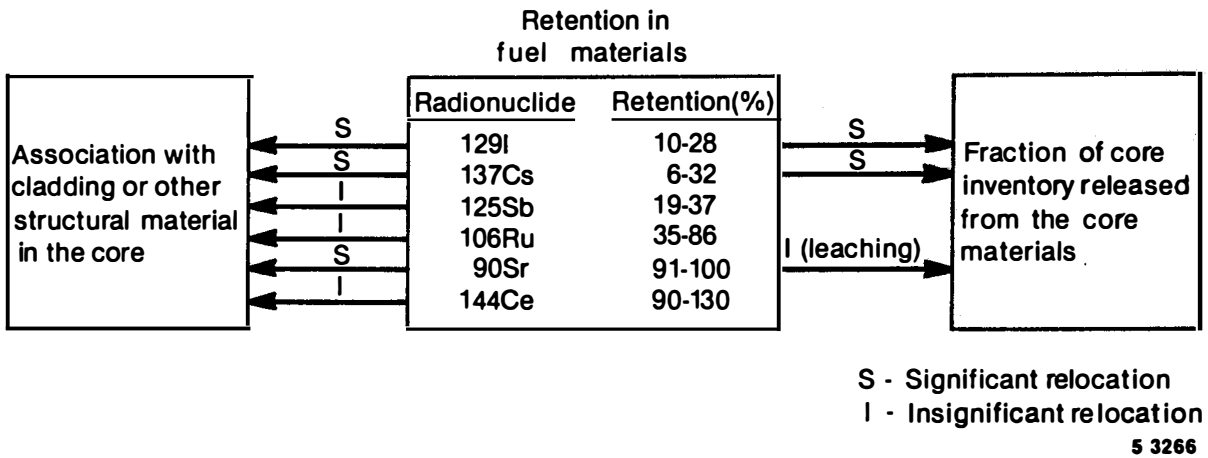 Retention in
fuel materials
Radionuclide Retention(%)
129I 10-28
137Cs 6-32
125Sb 19-37
106Ru 35-86
90Sr 91-100
144Ce 90-130
Association with
cladding or other
structural material
in the core
S
S
I
I
S
I
S
S
I (leaching)
Fraction of core
inventory released
from the core
materials
S - Significant relocation
I - Insignificant relocation
5 3266